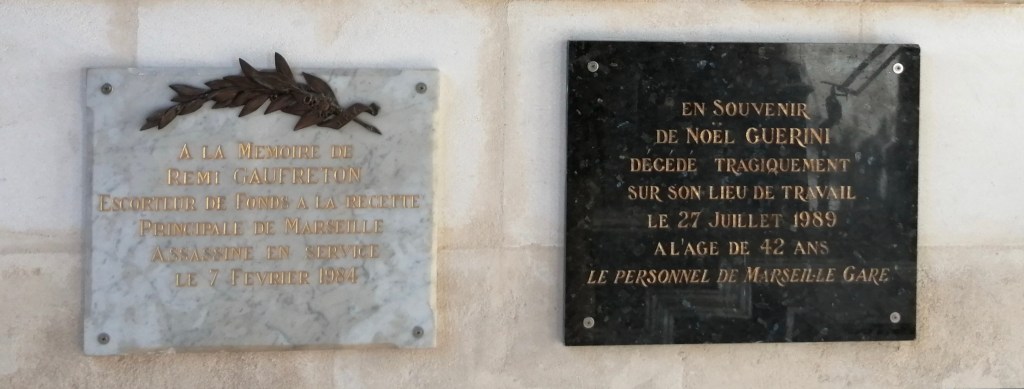 A LA MEMOIRE DE
REMI GAUFRETON
ESCORTEUR DE FONDS A LA RECETTE
PRINCIPALE DE MARSEILLE
ASSASSINE EN SERVICE
LE 7 FEVRIER 1984
EN SOUVENIR
DE NOËL GUERINI
DÉCÉDÉ TRAGIQUEMENT
SUR SON LIEU DE TRAVAIL
LE 27 JUILLET 1989
A L'AGE DE 42 ANS
LE PERSONNEL DE MARSEILLE GARE